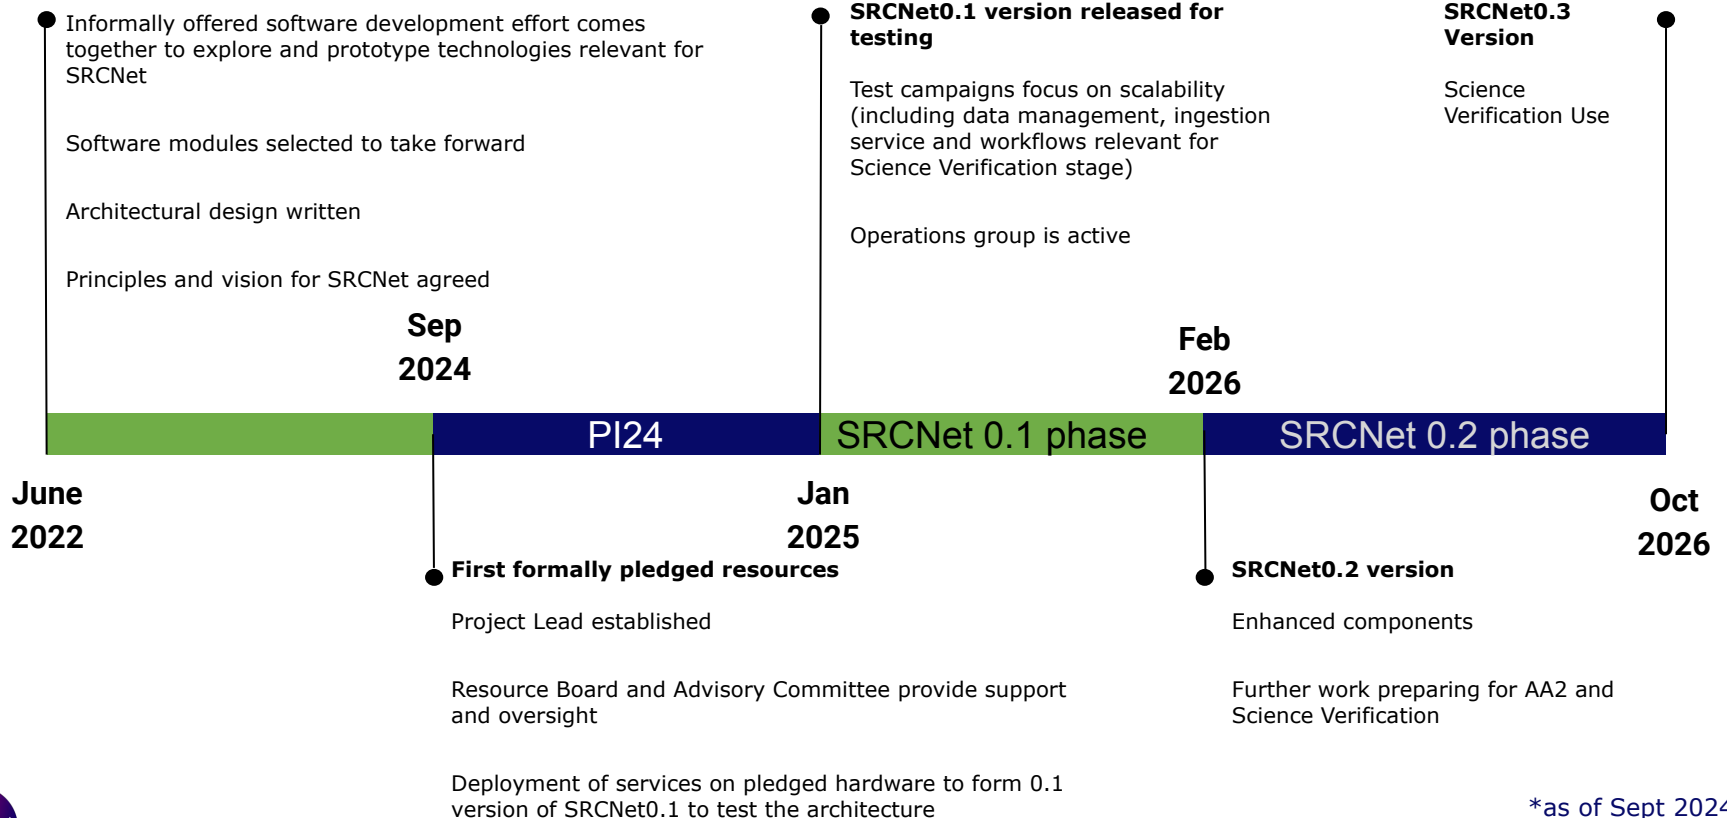 Informally offered software development effort comes
together to explore and prototype technologies relevant for
SRCNet
Software modules selected to take forward
Architectural design written
Principles and vision for SRCNet agreed
SRCNet0.1 version released for
testing
Test campaigns focus on scalability
(including data management, ingestion
service and workflows relevant for
Science Verification stage)
Operations group is active
SRCNet0.3
Version
Science
Verification Use
Sep
2024
Feb
2026
PI24
SRCNet 0.1 phase
SRCNet 0.2 phase
June
2022
Jan
2025
Oct
2026
First formally pledged resources
Project Lead established
Resource Board and Advisory Committee provide support
and oversight
Deployment of services on pledged hardware to form 0.1
version of SRCNet0.1 to test the architecture
SRCNet0.2 version
Enhanced components
Further work preparing for AA2 and
Science Verification
*as of Sept 2024